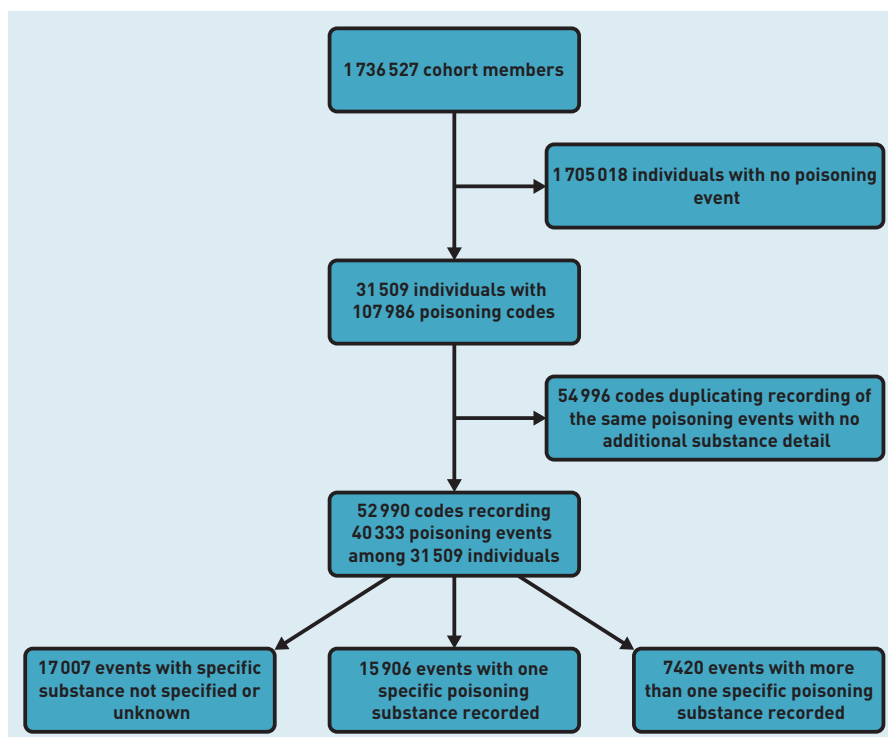 1 736 527 cohort members
1 705 018 individuals with no poisoning
event
31 509 individuals with
107 986 poisoning codes
54 996 codes duplicating recording of
the same poisoning events with no
additional substance detail
52 990 codes recording
40 333 poisoning events
among 31 509 individuals
17 007 events with specific
substance not specified or
unknown
15 906 events with one
specific poisoning
substance recorded
7420 events with more
than one specific poisoning
substance recorded